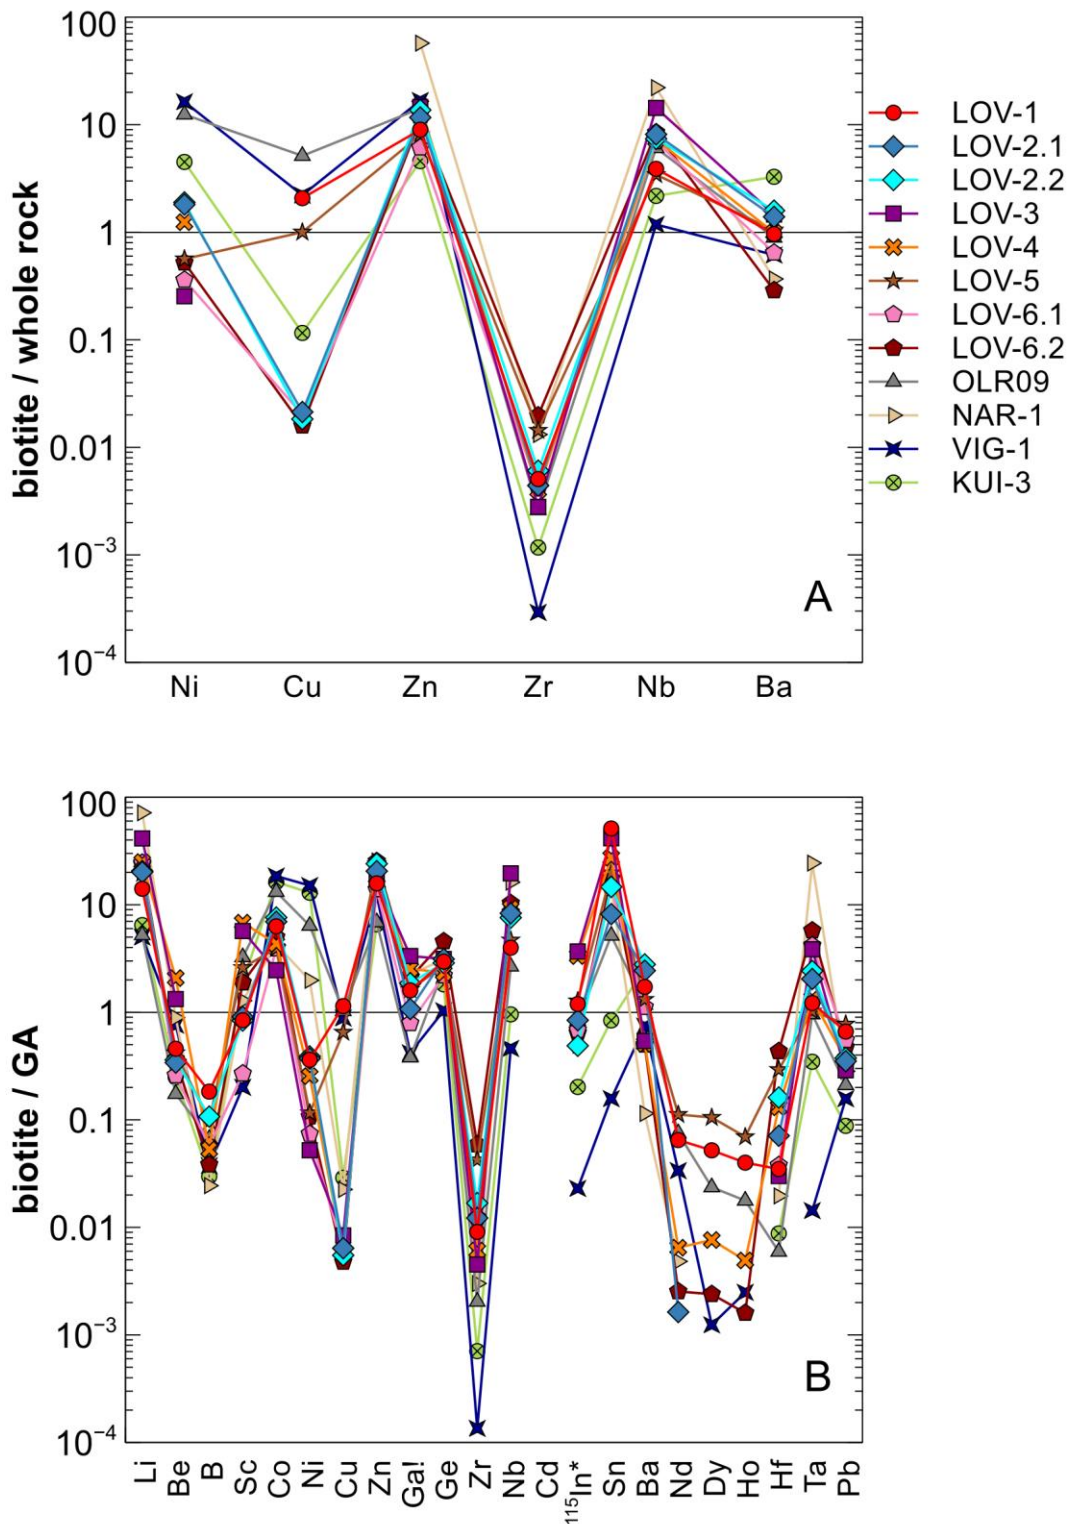 100
10
1
0.1
0.01
10⁻³
10⁻⁴
biotite / whole rock
Ni Cu Zn Zr Nb Ba
A
LOV-1
LOV-2.1
LOV-2.2
LOV-3
LOV-4
LOV-5
LOV-6.1
LOV-6.2
OLR09
NAR-1
VIG-1
KUI-3
100
10
1
0.1
0.01
10⁻³
10⁻⁴
biotite / GA
B
Li Be B Sc Co Ni Cu Zn Ga! Ge Zr Nb Cd ¹¹⁵In* Sn Ba Nd Dy Ho Hf Ta Pb